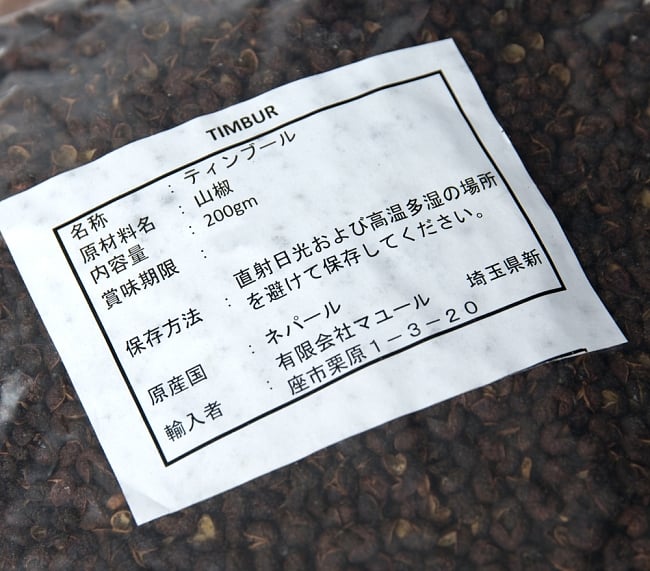 TIMBUR
名称 : ティンブール
原材料名 : 山椒
内容量 : 200gm
賞味期限 :
保存方法 : 直射日光および高温多湿の場所
を避けて保存してください。
原産国 : ネパール
輸入者 : 有限会社マユール 埼玉県新
座市栗原1－3－20